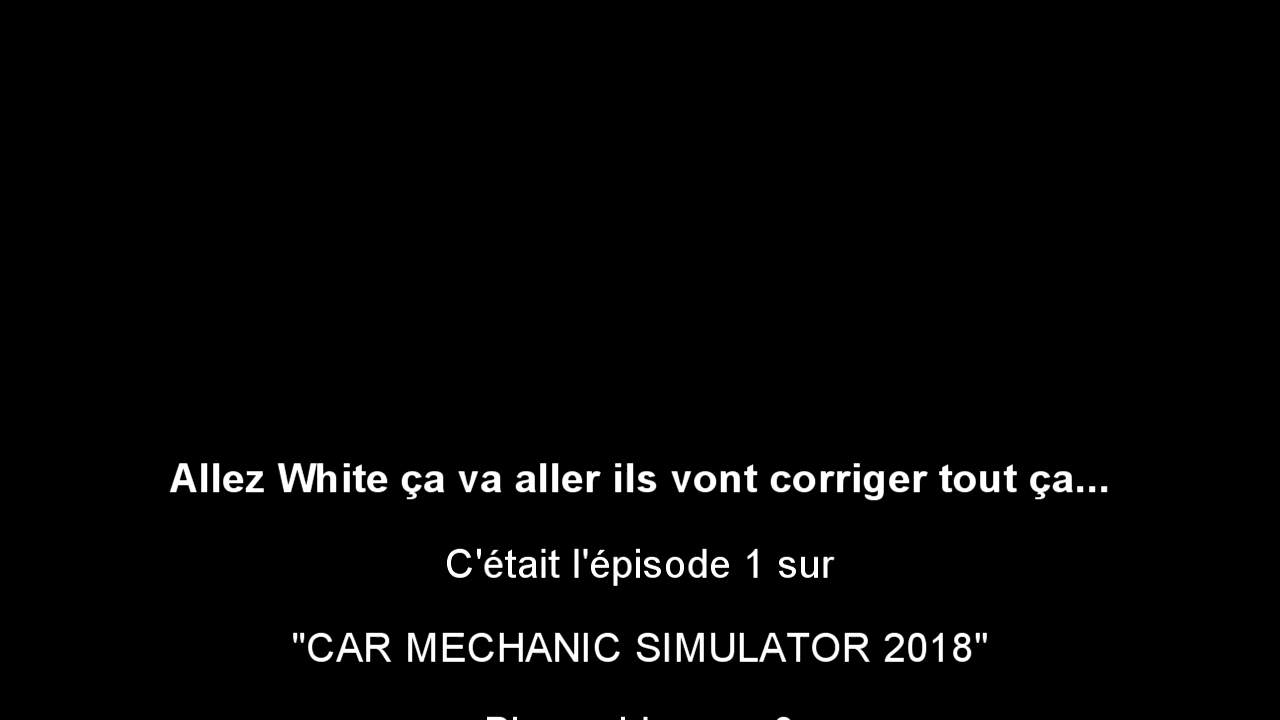 Allez White ça va aller ils vont corriger tout ça...
C'était l'épisode 1 sur
"CAR MECHANIC SIMULATOR 2018"